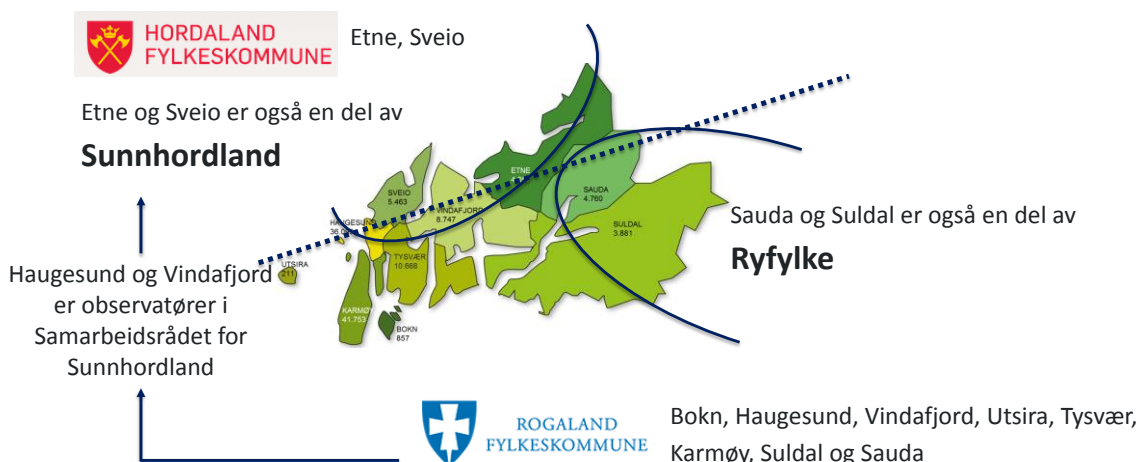 HORDALAND
FYLKESKOMMUNE
Etne, Sveio
Etne og Sveio er også en del av
Sunnhordland
ETNE
SVEIO
5.463
SAUDA
4.760
VINDAFJORD
8.747
SULDAL
3.881
Sauda og Suldal er også en del av
Ryfylke
TYSVÆR
10.668
UTSIRA
211
Haugesund og Vindafjord
er observatører i
Samarbeidsrådet for
Sunnhordland
KARMØY
41.753
BOKN
857
ROGALAND
FYLKESKOMMUNE
Bokn, Haugesund, Vindafjord, Utsira, Tysvær,
Karmøy, Suldal og Sauda